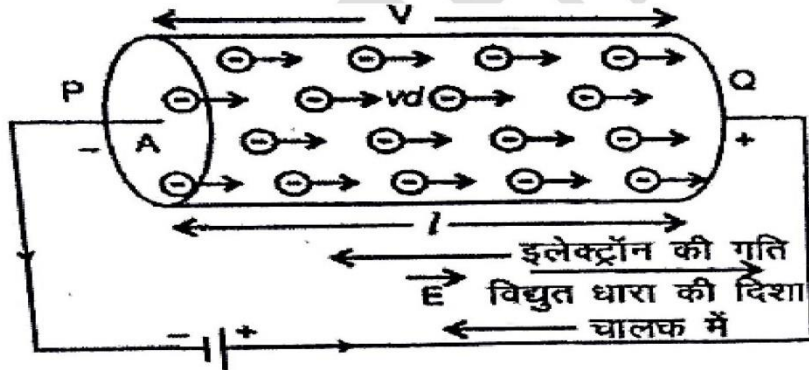 V
P
Q
vd
− A
+
l
इलेक्ट्रॉन की गति
E विद्युत धारा की दिशा
चालक में
− +